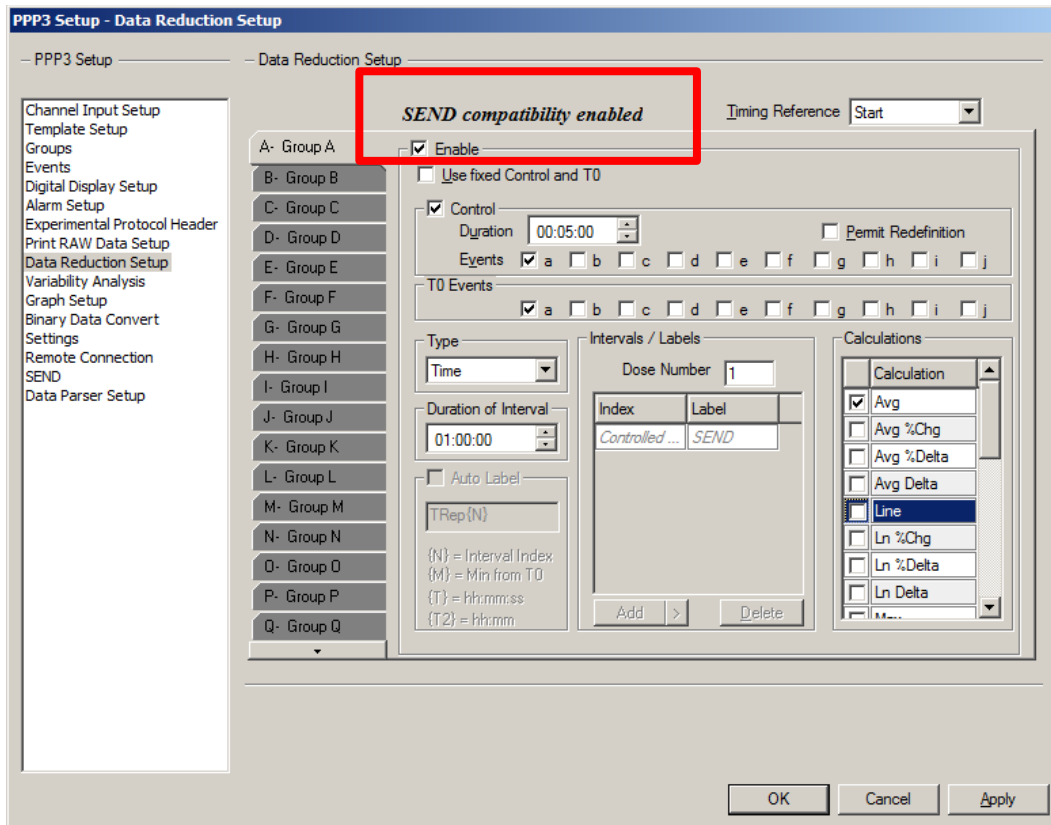 PPP3 Setup - Data Reduction Setup
PPP3 Setup
Channel Input Setup
Template Setup
Groups
Events
Digital Display Setup
Alarm Setup
Experimental Protocol Header
Print RAW Data Setup
Data Reduction Setup
Variability Analysis
Graph Setup
Binary Data Convert
Settings
Remote Connection
SEND
Data Parser Setup
Data Reduction Setup
SEND compatibility enabled
Timing Reference Start
A- Group A
B- Group B
C- Group C
D- Group D
E- Group E
F- Group F
G- Group G
H- Group H
I- Group I
J- Group J
K- Group K
L- Group L
M- Group M
N- Group N
O- Group O
P- Group P
Q- Group Q
Enable
Use fixed Control and T0
Control
Duration 00:05:00
Permit Redefinition
Events a b c d e f g h i j
T0 Events
a b c d e f g h i j
Type
Time
Duration of Interval
01:00:00
Auto Label
TRep{N}
{N} = Interval Index
{M} = Min from T0
{T} = hh:mm:ss
{T2} = hh:mm
Intervals / Labels
Dose Number 1
Index Label
Controlled ... SEND
Add > Delete
Calculations
Calculation
Avg
Avg %Chg
Avg %Delta
Avg Delta
Line
Ln %Chg
Ln %Delta
Ln Delta
OK Cancel Apply